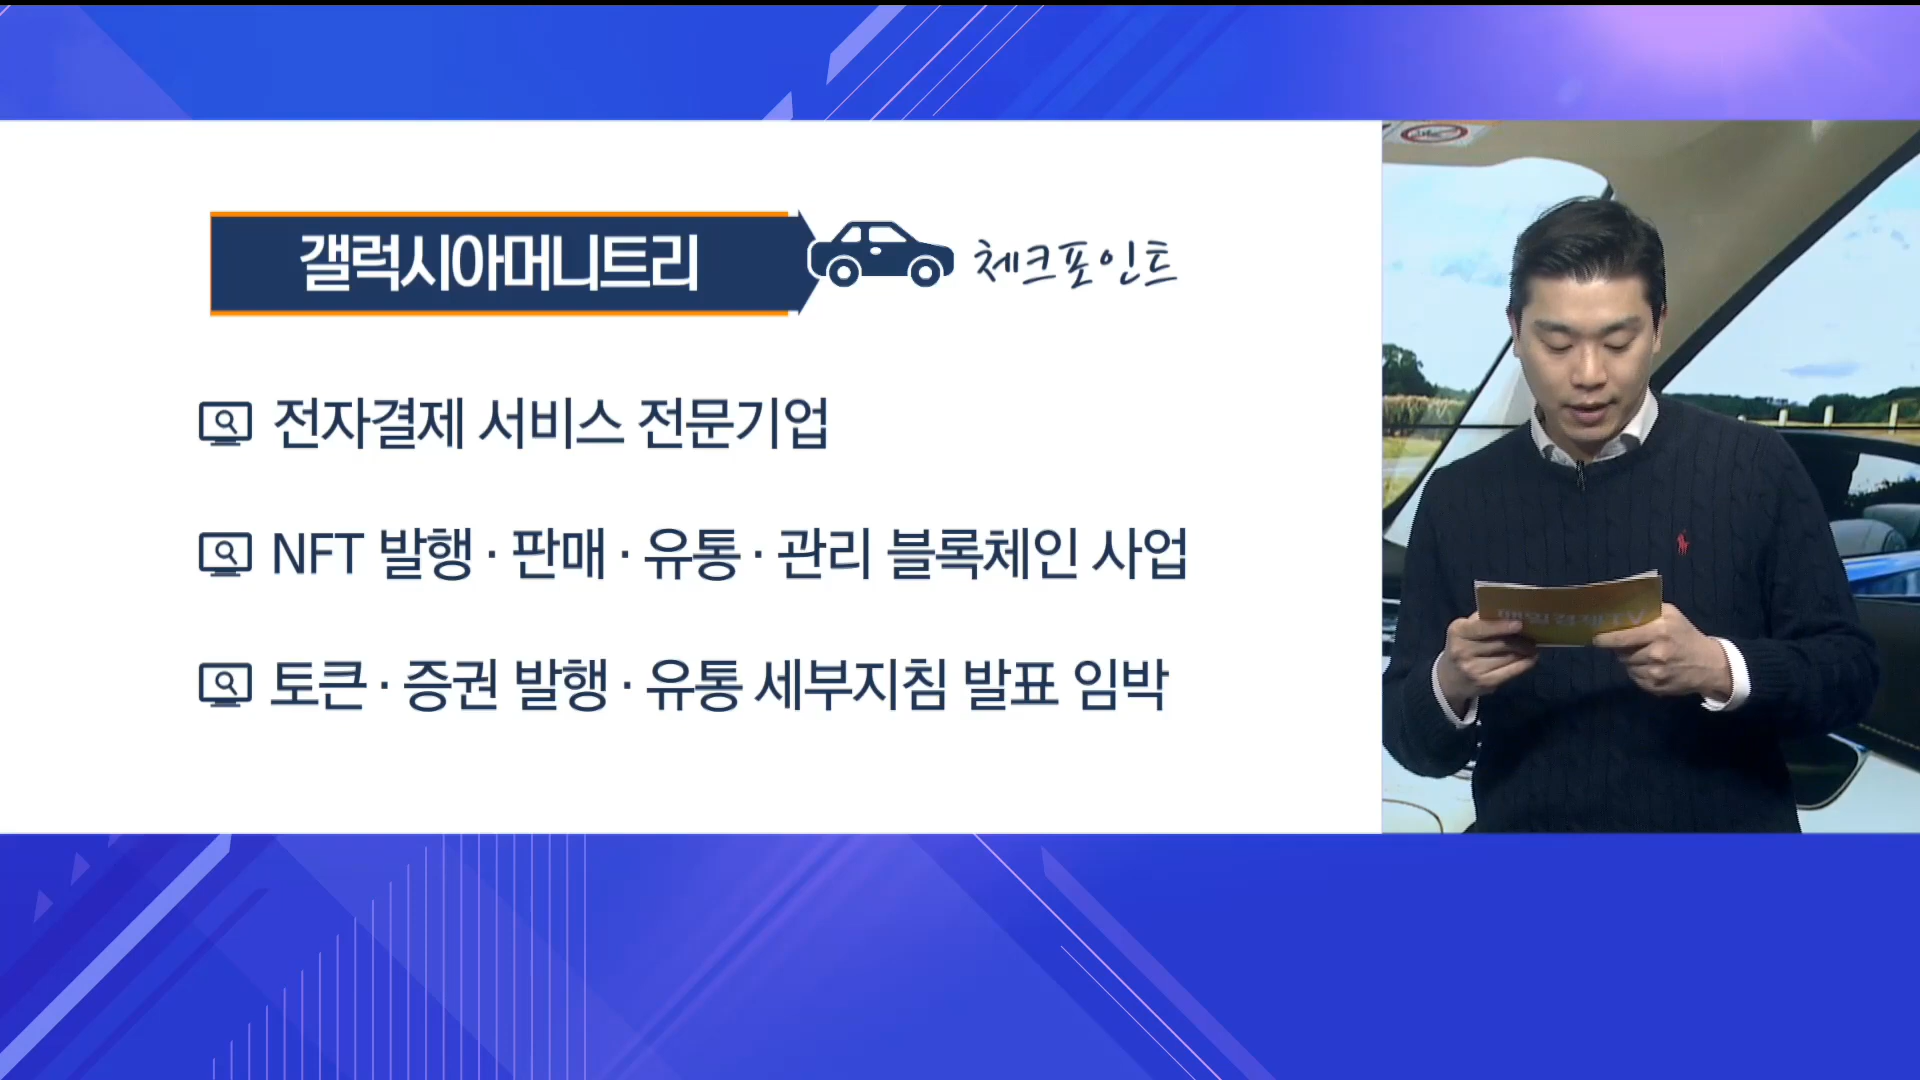 갤럭시아머니트리
체크포인트
전자결제 서비스 전문기업
NFT 발행·판매·유통·관리 블록체인 사업
토큰·증권 발행·유통 세부지침 발표 임박